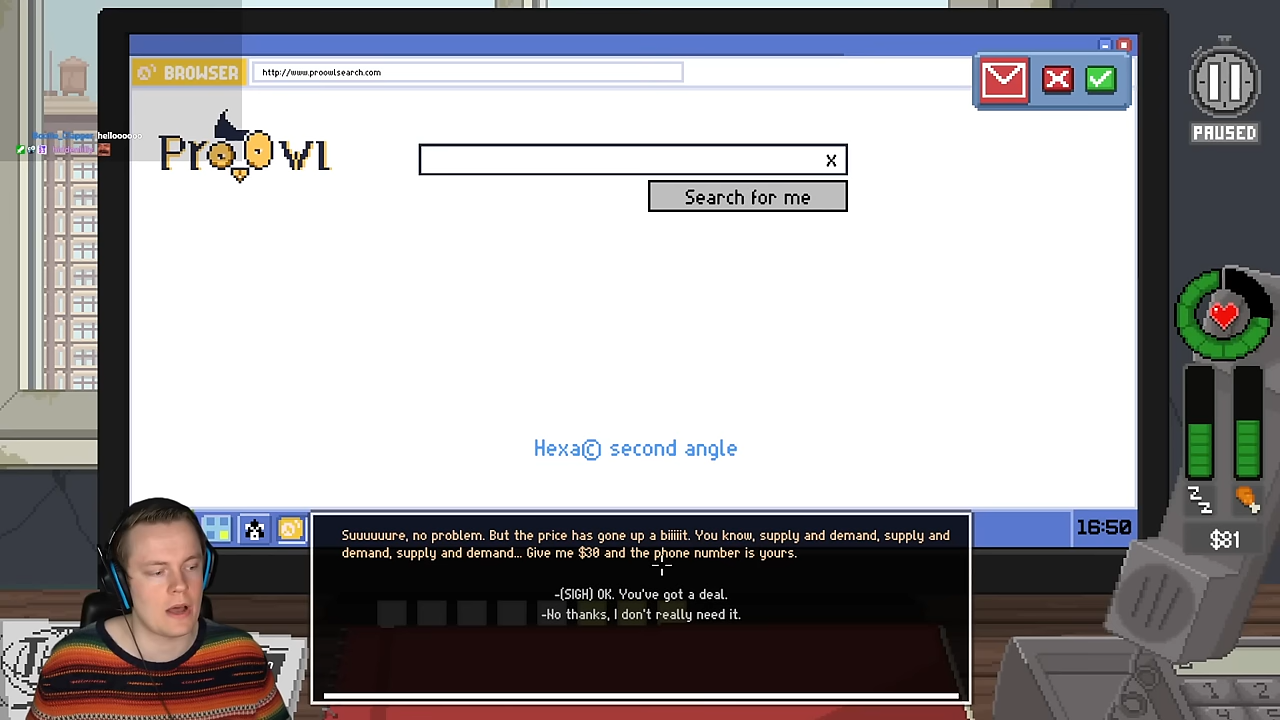 BROWSER
http://www.proowlsearch.com
PAUSED
hellooooo
PrOOwl
X
Search for me
Hexa© second angle
16:50
$81
Suuuuuure, no problem. But the price has gone up a biiiiit. You know, supply and demand, supply and
demand, supply and demand... Give me $30 and the phone number is yours.
-(SIGH) OK. You've got a deal.
-No thanks, I don't really need it.